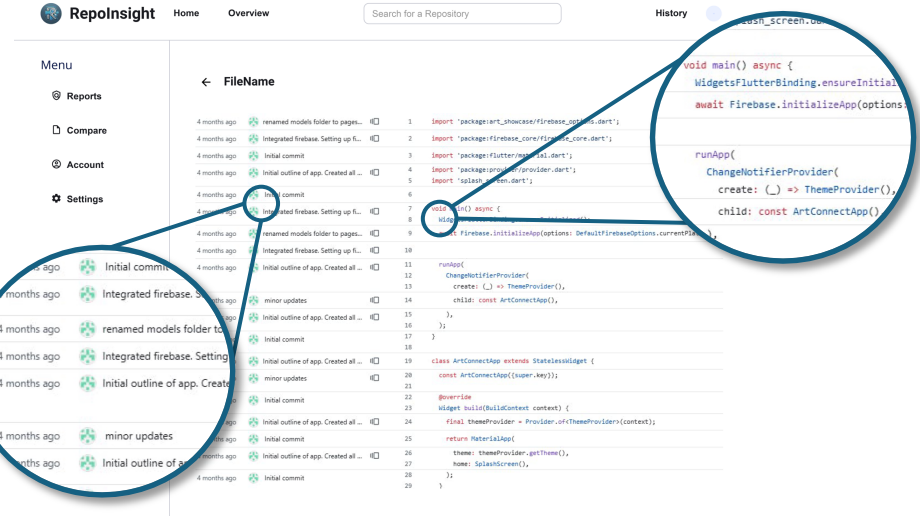 RepoInsight Home Overview Search for a Repository History
Menu
Reports
Compare
Account
Settings
← FileName
4 months ago renamed models folder to pages... 1 import 'package:art_showcase/firebase_options.dart';
4 months ago Integrated firebase. Setting up fi... 2 import 'package:firebase_core/firebase_core.dart';
4 months ago Initial commit 3 import 'package:flutter/material.dart';
4 months ago Initial outline of app. Created all ... 4 import 'package:provider/provider.dart';
5 import 'splash_screen.dart';
4 months ago Initial commit 6
4 months ago Integrated firebase. Setting up fi... 7 void main() async {
8
4 months ago renamed models folder to pages... 9 await Firebase.initializeApp(options: DefaultFirebaseOptions.currentPla
4 months ago Integrated firebase. Setting up fi... 10
4 months ago Initial outline of app. Created all ... 11 runApp(
12 ChangeNotifierProvider(
13 create: (_) => ThemeProvider(),
months ago minor updates 14 child: const ArtConnectApp(),
months ago Initial outline of app. Created all ... 15 ),
16 );
months ago Initial commit 17 }
18
months ago Initial outline of app. Created all ... 19 class ArtConnectApp extends StatelessWidget {
months ago minor updates 20 const ArtConnectApp({super.key});
21
months ago Initial commit 22 @override
23 Widget build(BuildContext context) {
months ago Initial outline of app. Created all ... 24 final themeProvider = Provider.of<ThemeProvider>(context);
months ago Initial commit 25 return MaterialApp(
4 months ago Initial outline of app. Created all ... 26 theme: themeProvider.getTheme(),
27 home: SplashScreen(),
4 months ago Initial commit 28 );
29 }
splash_screen.da
void main() async {
WidgetsFlutterBinding.ensureInitial
await Firebase.initializeApp(options:
runApp(
ChangeNotifierProvider(
create: (_) => ThemeProvider(),
child: const ArtConnectApp()
),
ago Initial commit
months ago Integrated firebase. S
4 months ago renamed models folder to
4 months ago Integrated firebase. Setting
4 months ago Initial outline of app. Create
4 months ago minor updates
ago Initial outline of